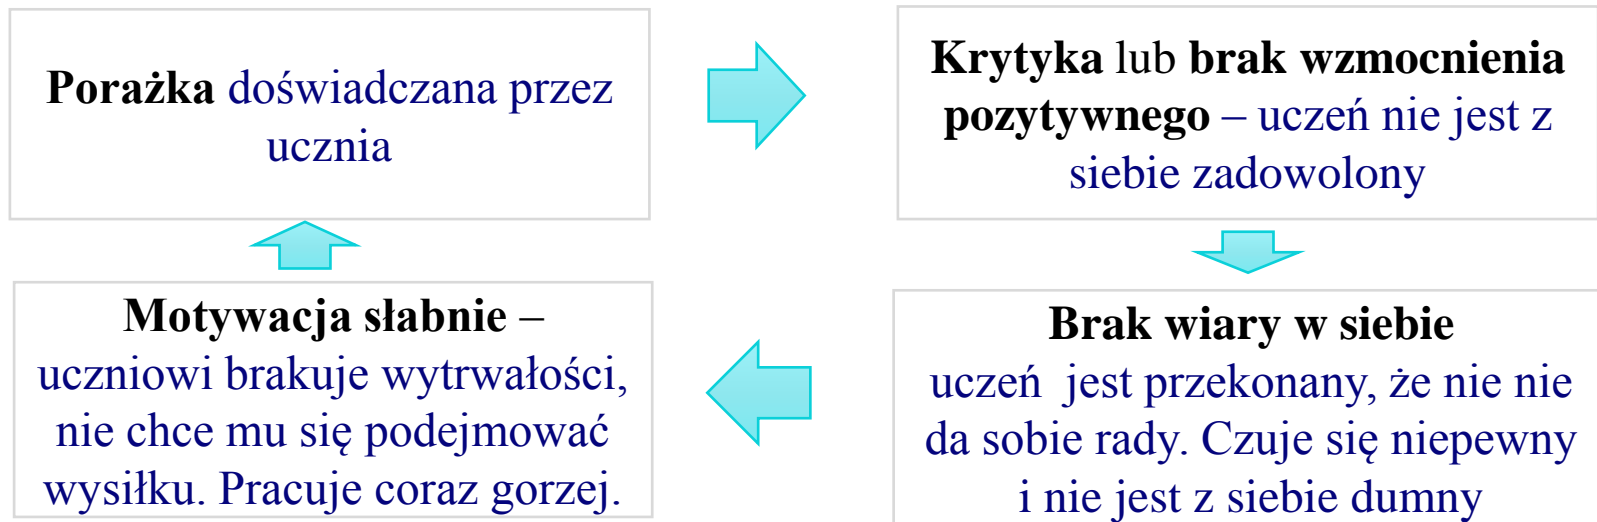 Porażka doświadczana przez
ucznia
Krytyka lub brak wzmocnienia
pozytywnego – uczeń nie jest z
siebie zadowolony
Brak wiary w siebie
uczeń jest przekonany, że nie nie
da sobie rady. Czuje się niepewny
i nie jest z siebie dumny
Motywacja słabnie –
uczniowi brakuje wytrwałości,
nie chce mu się podejmować
wysiłku. Pracuje coraz gorzej.